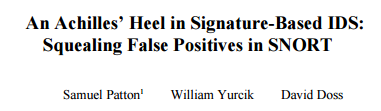 An Achilles' Heel in Signature-Based IDS:
Squealing False Positives in SNORT
Samuel Patton¹ William Yurcik David Doss